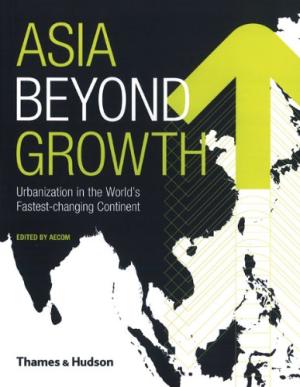 ASIA
BEYOND
GROWTH
Urbanization in the World's
Fastest-changing Continent
EDITED BY AECOM
Thames & Hudson